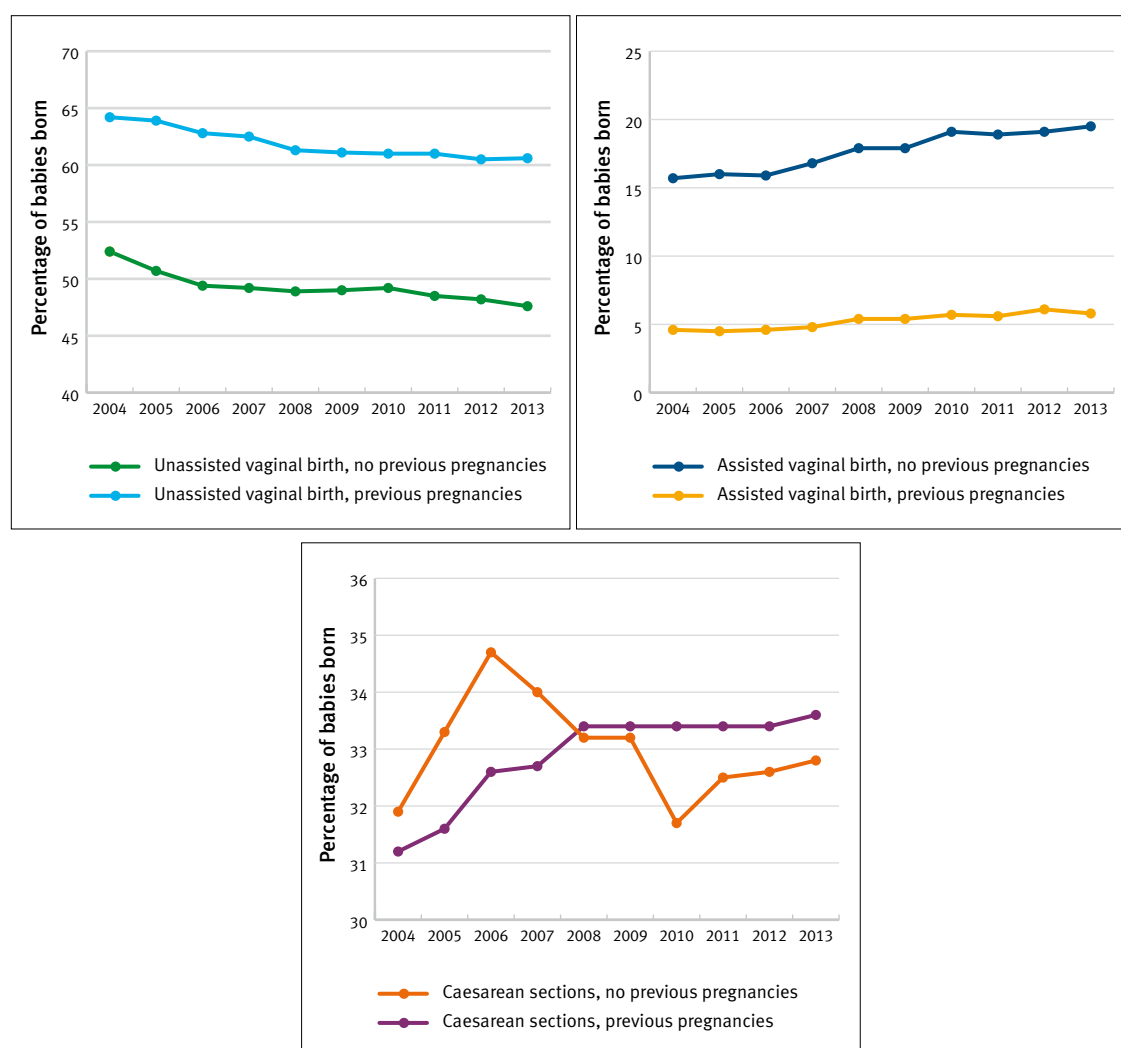 Percentage of babies born
70
65
60
55
50
45
40
2004 2005 2006 2007 2008 2009 2010 2011 2012 2013
Unassisted vaginal birth, no previous pregnancies
Unassisted vaginal birth, previous pregnancies
Percentage of babies born
25
20
15
10
5
0
2004 2005 2006 2007 2008 2009 2010 2011 2012 2013
Assisted vaginal birth, no previous pregnancies
Assisted vaginal birth, previous pregnancies
Percentage of babies born
36
35
34
33
32
31
30
2004 2005 2006 2007 2008 2009 2010 2011 2012 2013
Caesarean sections, no previous pregnancies
Caesarean sections, previous pregnancies